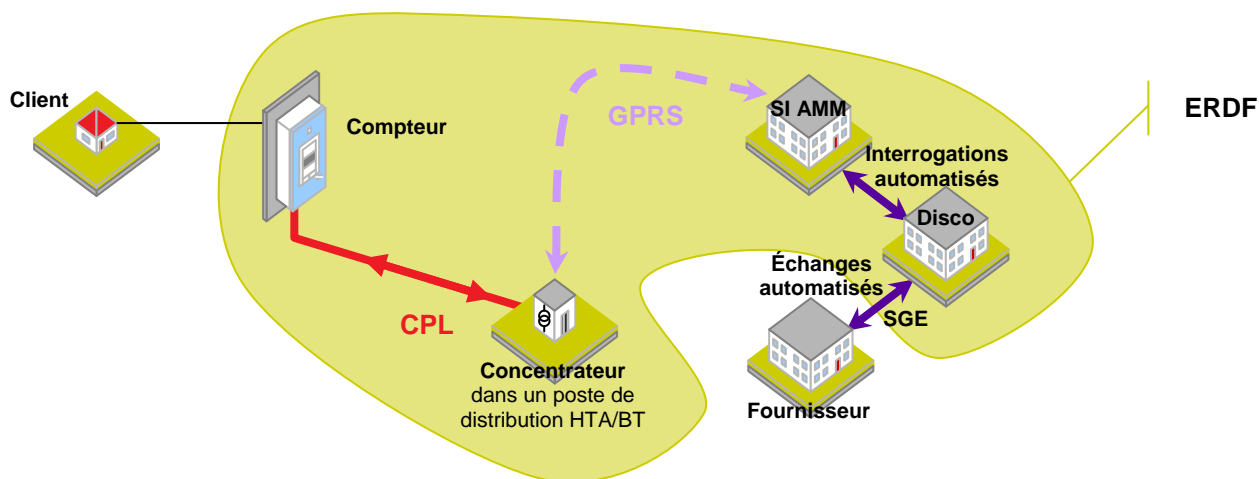 Client
Compteur
GPRS
SI AMM
ERDF
Interrogations
automatisés
Disco
Échanges
automatisés
SGE
CPL
Concentrateur
dans un poste de
distribution HTA/BT
Fournisseur